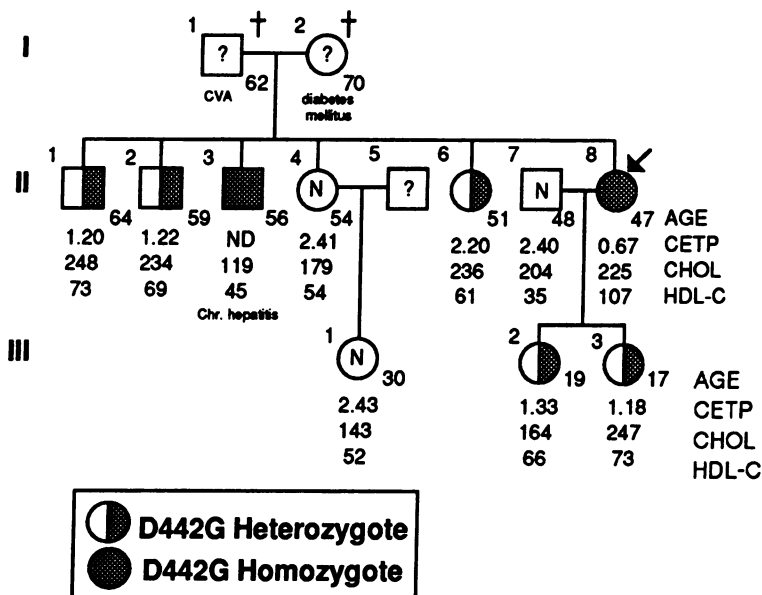 1 † 2 †
I ? ?
62 70
CVA diabetes
mellitus
1 2 3 4 5 6 7 8
II N ? N
64 59 56 54 51 48 47 AGE
1.20 1.22 ND 2.41 2.20 2.40 0.67 CETP
248 234 119 179 236 204 225 CHOL
73 69 45 54 61 35 107 HDL-C
Chr. hepatitis
1 2 3
III N
30 19 17 AGE
2.43 1.33 1.18 CETP
143 164 247 CHOL
52 66 73 HDL-C
D442G Heterozygote
D442G Homozygote